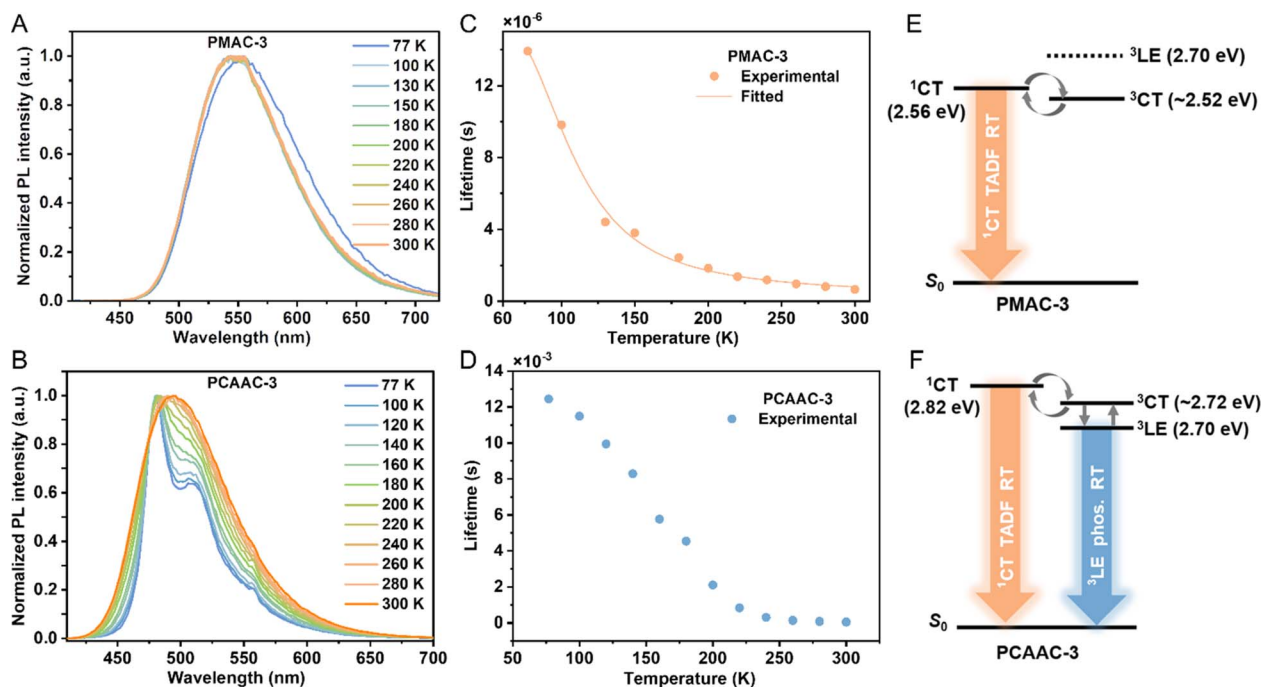 A
PMAC-3
Normalized PL intensity (a.u.)
1.0
0.8
0.6
0.4
0.2
0.0
450 500 550 600 650 700
Wavelength (nm)
77 K
100 K
130 K
150 K
180 K
200 K
220 K
240 K
260 K
280 K
300 K
C
×10⁻⁶
PMAC-3
Experimental
Fitted
Lifetime (s)
12
8
4
0
100 150 200 250 300
Temperature (K)
E
³LE (2.70 eV)
¹CT
(2.56 eV)
³CT (~2.52 eV)
¹CT TADF RT
S₀
PMAC-3
B
PCAAC-3
Normalized PL intensity (a.u.)
1.0
0.8
0.6
0.4
0.2
0.0
450 500 550 600 650 700
Wavelength (nm)
77 K
100 K
120 K
140 K
160 K
180 K
200 K
220 K
240 K
260 K
280 K
300 K
D
×10⁻³
PCAAC-3
Experimental
Lifetime (s)
14
12
10
8
6
4
2
0
50 100 150 200 250 300
Temperature (K)
F
¹CT
(2.82 eV)
³CT (~2.72 eV)
³LE (2.70 eV)
¹CT TADF RT
³LE phos. RT
S₀
PCAAC-3